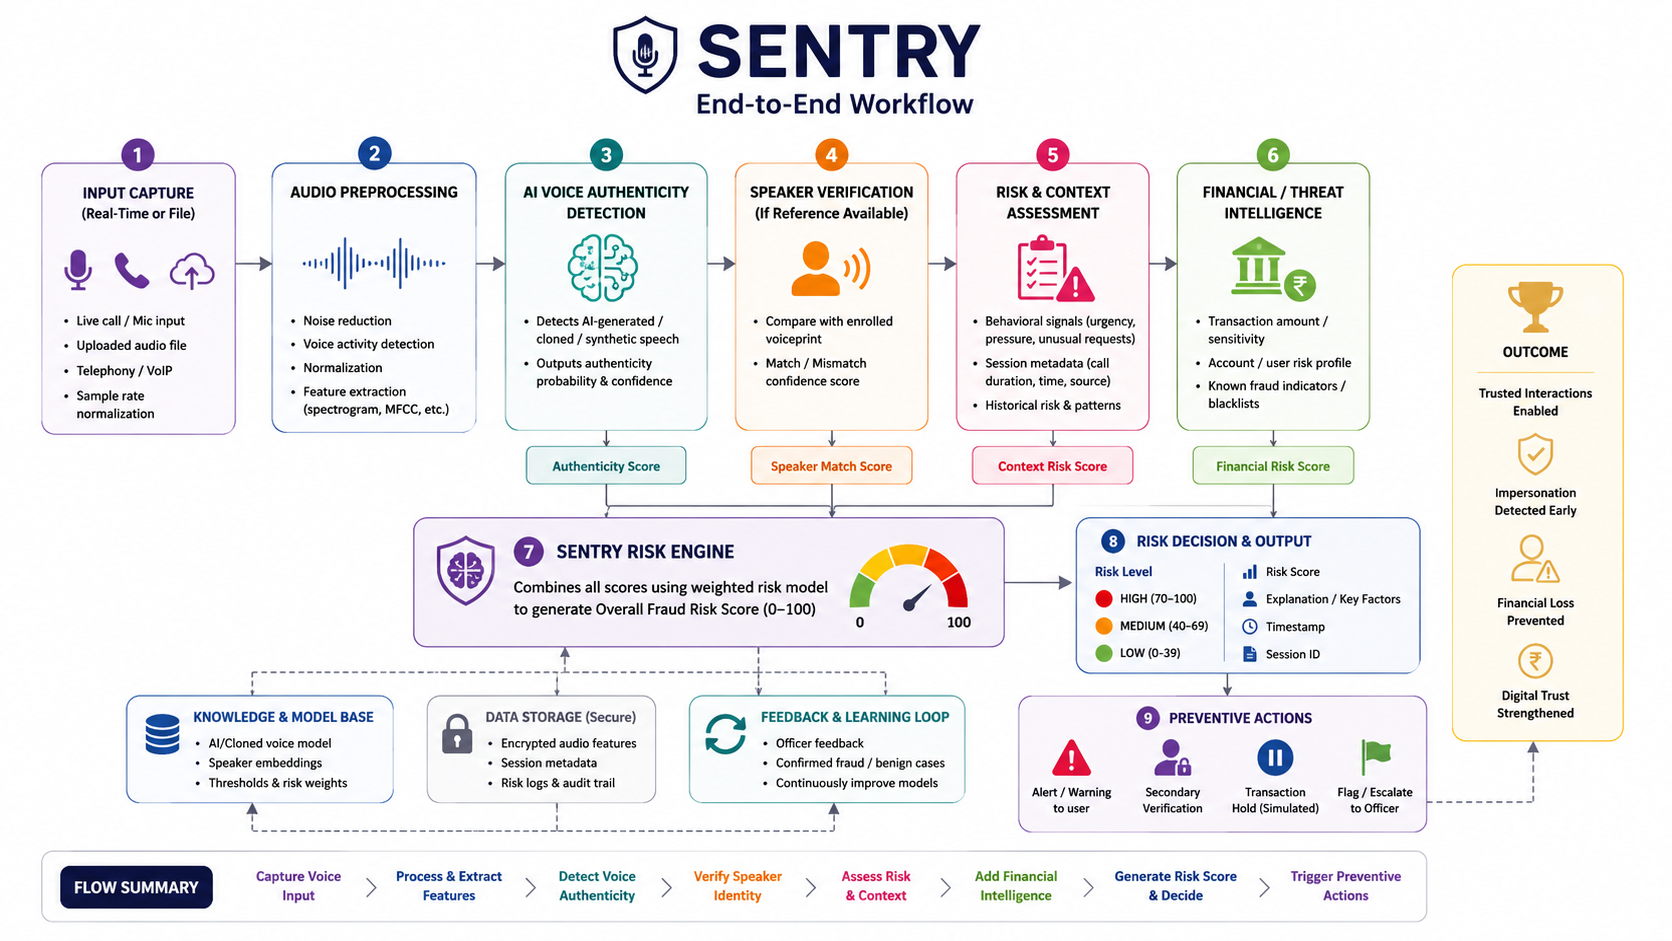 SENTRY
End-to-End Workflow
1
INPUT CAPTURE
(Real-Time or File)
• Live call / Mic input
• Uploaded audio file
• Telephony / VoIP
• Sample rate
normalization
2
AUDIO PREPROCESSING
• Noise reduction
• Voice activity detection
• Normalization
• Feature extraction
(spectrogram, MFCC, etc.)
3
AI VOICE AUTHENTICITY
DETECTION
• Detects AI-generated /
cloned / synthetic speech
• Outputs authenticity
probability & confidence
4
SPEAKER VERIFICATION
(If Reference Available)
• Compare with enrolled
voiceprint
• Match / Mismatch
confidence score
5
RISK & CONTEXT
ASSESSMENT
• Behavioral signals (urgency,
pressure, unusual requests)
• Session metadata (call
duration, time, source)
• Historical risk & patterns
6
FINANCIAL / THREAT
INTELLIGENCE
₹
• Transaction amount /
sensitivity
• Account / user risk profile
• Known fraud indicators /
blacklists
Authenticity Score
Speaker Match Score
Context Risk Score
Financial Risk Score
7 SENTRY RISK ENGINE
Combines all scores using weighted risk model
to generate Overall Fraud Risk Score (0–100)
0 100
8 RISK DECISION & OUTPUT
Risk Level
HIGH (70–100)
MEDIUM (40–69)
LOW (0-39)
Risk Score
Explanation / Key Factors
Timestamp
Session ID
KNOWLEDGE & MODEL BASE
• AI/Cloned voice model
• Speaker embeddings
• Thresholds & risk weights
DATA STORAGE (Secure)
• Encrypted audio features
• Session metadata
• Risk logs & audit trail
FEEDBACK & LEARNING LOOP
• Officer feedback
• Confirmed fraud / benign cases
• Continuously improve models
9 PREVENTIVE ACTIONS
Alert / Warning
to user
Secondary
Verification
Transaction
Hold (Simulated)
Flag / Escalate
to Officer
OUTCOME
Trusted Interactions
Enabled
Impersonation
Detected Early
Financial Loss
Prevented
₹
Digital Trust
Strengthened
FLOW SUMMARY
Capture Voice
Input
Process & Extract
Features
Detect Voice
Authenticity
Verify Speaker
Identity
Assess Risk
& Context
Add Financial
Intelligence
Generate Risk Score
& Decide
Trigger Preventive
Actions